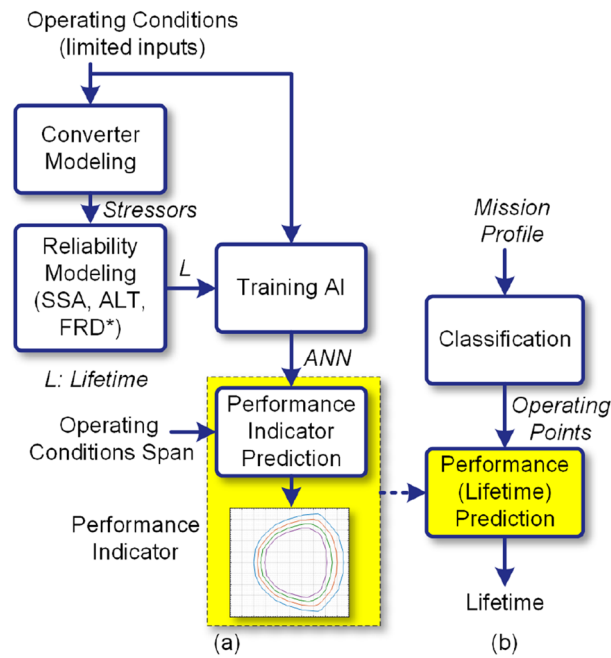 Operating Conditions
(limited inputs)
Converter
Modeling
Stressors
Reliability
Modeling
(SSA, ALT,
FRD*)
L
Training AI
L: Lifetime
ANN
Operating
Conditions Span
Performance
Indicator
Prediction
Performance
Indicator
(a)
Mission
Profile
Classification
Operating
Points
Performance
(Lifetime)
Prediction
Lifetime
(b)